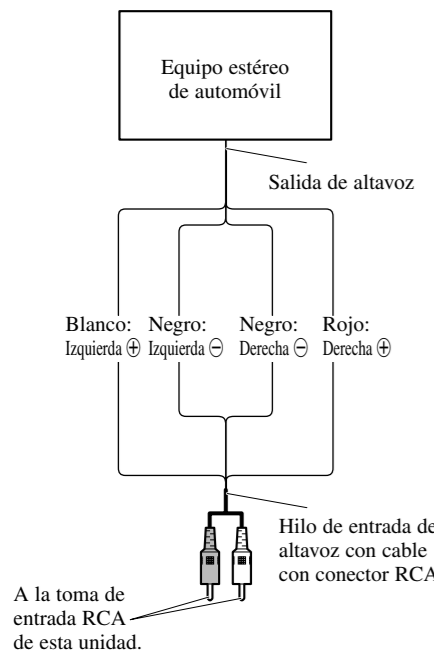 Equipo estéreo
de automóvil
Salida de altavoz
Blanco:
Izquierda ⊕
Negro:
Izquierda ⊖
Negro:
Derecha ⊖
Rojo:
Derecha ⊕
Hilo de entrada de
altavoz con cable
con conector RCA
A la toma de
entrada RCA
de esta unidad.